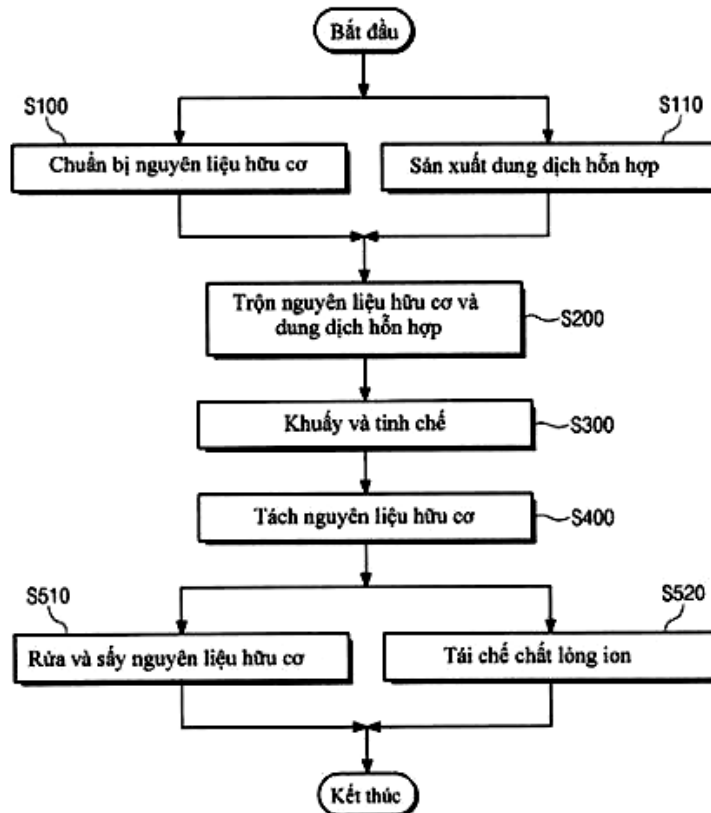 Bắt đầu
S100
S110
Chuẩn bị nguyên liệu hữu cơ
Sản xuất dung dịch hỗn hợp
Trộn nguyên liệu hữu cơ và
dung dịch hỗn hợp
S200
Khuấy và tinh chế
S300
Tách nguyên liệu hữu cơ
S400
S510
S520
Rửa và sấy nguyên liệu hữu cơ
Tái chế chất lỏng ion
Kết thúc